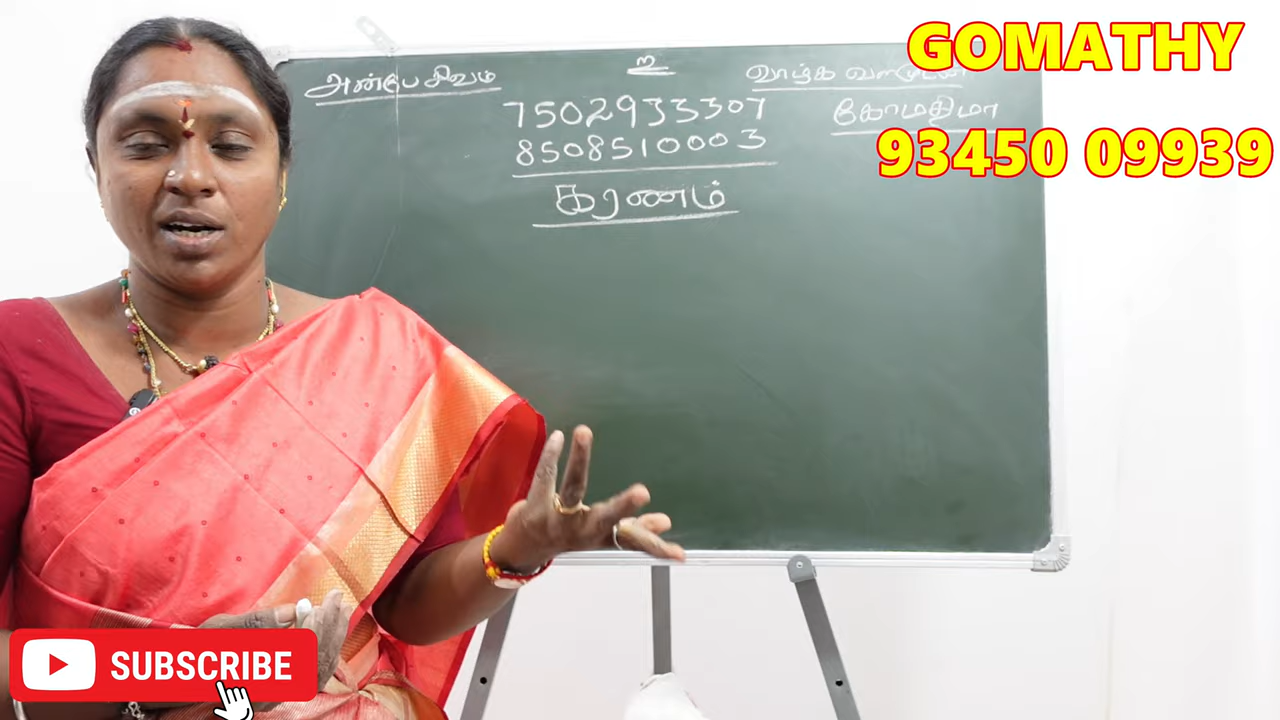 GOMATHY
93450 09939
உ
அன்பே சிவம்
வாழ்க வளமுடன்
7502933307
கோமதிமா
8508510003
கரணம்
SUBSCRIBE